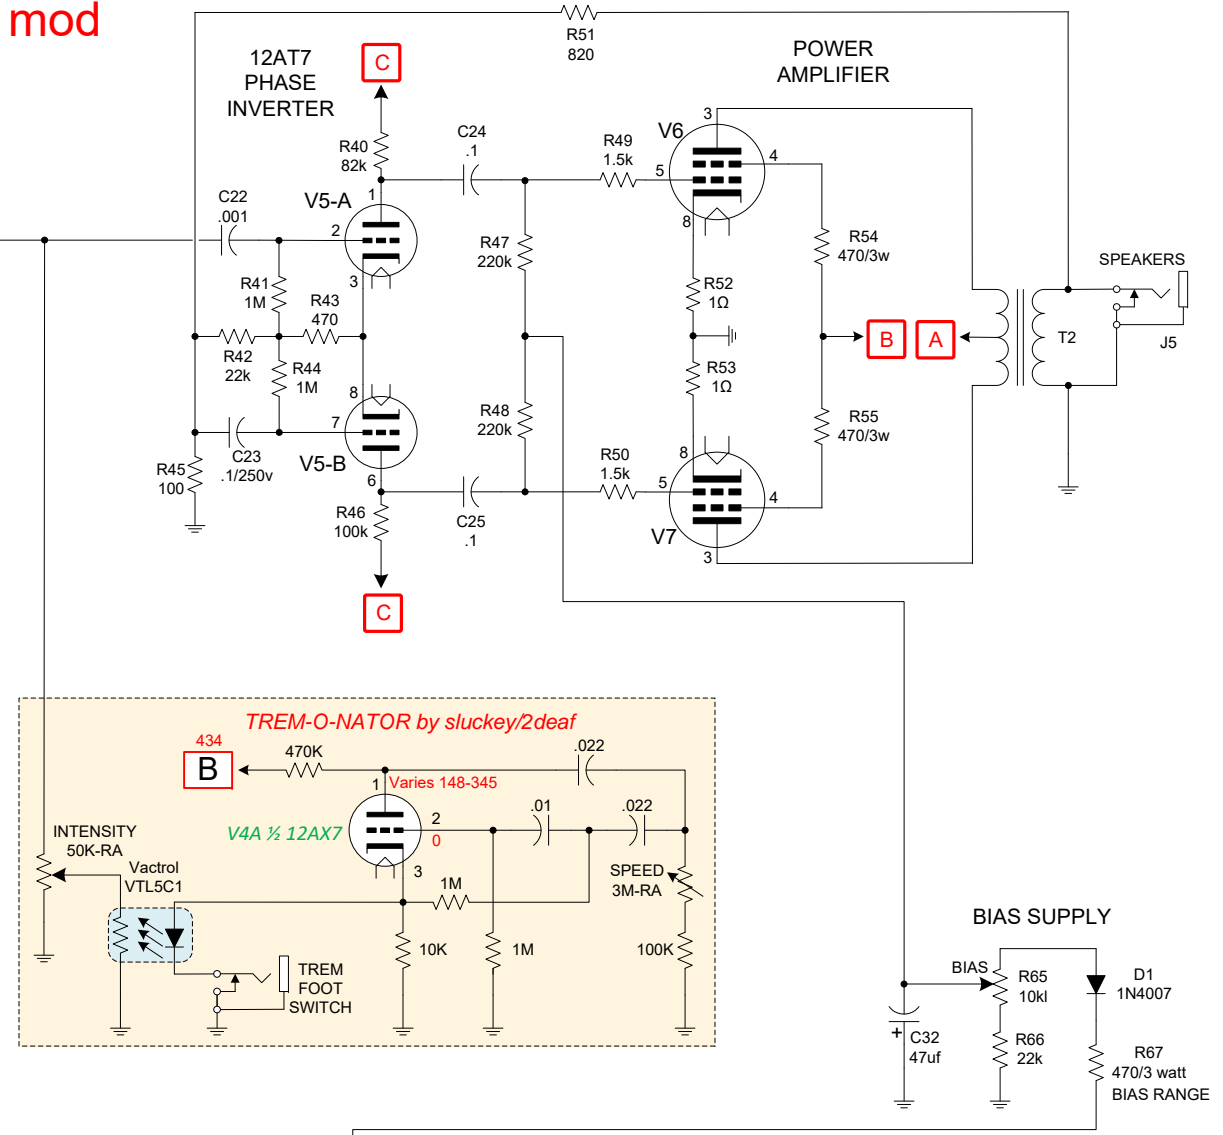 mod
R51
820
12AT7
PHASE
INVERTER
C
POWER
AMPLIFIER
R40
82k
C24
.1
R49
1.5k
V6
3
4
5
8
1
V5-A
C22
.001
2
3
R47
220k
R54
470/3w
SPEAKERS
R41
1M
R43
470
R52
1Ω
B
A
T2
J5
R42
22k
R44
1M
R53
1Ω
8
7
R48
220k
R55
470/3w
C23
.1/250v
V5-B
6
R45
100
R46
100k
C25
.1
R50
1.5k
8
5
4
V7
3
C
TREM-O-NATOR by sluckey/2deaf
434
B
470K
.022
1
Varies 148-345
V4A ½ 12AX7
2
0
3
.01
.022
INTENSITY
50K-RA
Vactrol
VTL5C1
SPEED
3M-RA
1M
10K
1M
100K
TREM
FOOT
SWITCH
BIAS SUPPLY
BIAS
R65
10kl
D1
1N4007
+
C32
47uf
R66
22k
R67
470/3 watt
BIAS RANGE